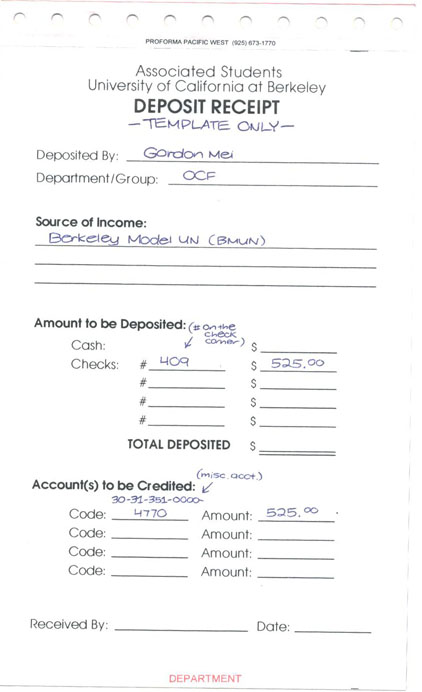 PROFORMA PACIFIC WEST (925) 673-1770
Associated Students
University of California at Berkeley
DEPOSIT RECEIPT
-TEMPLATE ONLY-
Deposited By: Gordon Mei
Department/Group: OCF
Source of Income:
Berkeley Model UN (BMUN)
Amount to be Deposited: (# on the check corner)
Cash: $
Checks: # 409 $ 525.00
# $
# $
# $
TOTAL DEPOSITED $
(misc. acct.)
Account(s) to be Credited:
30-31-351-0000-
Code: 4770 Amount: 525.00
Code: Amount:
Code: Amount:
Code: Amount:
Received By: Date:
DEPARTMENT